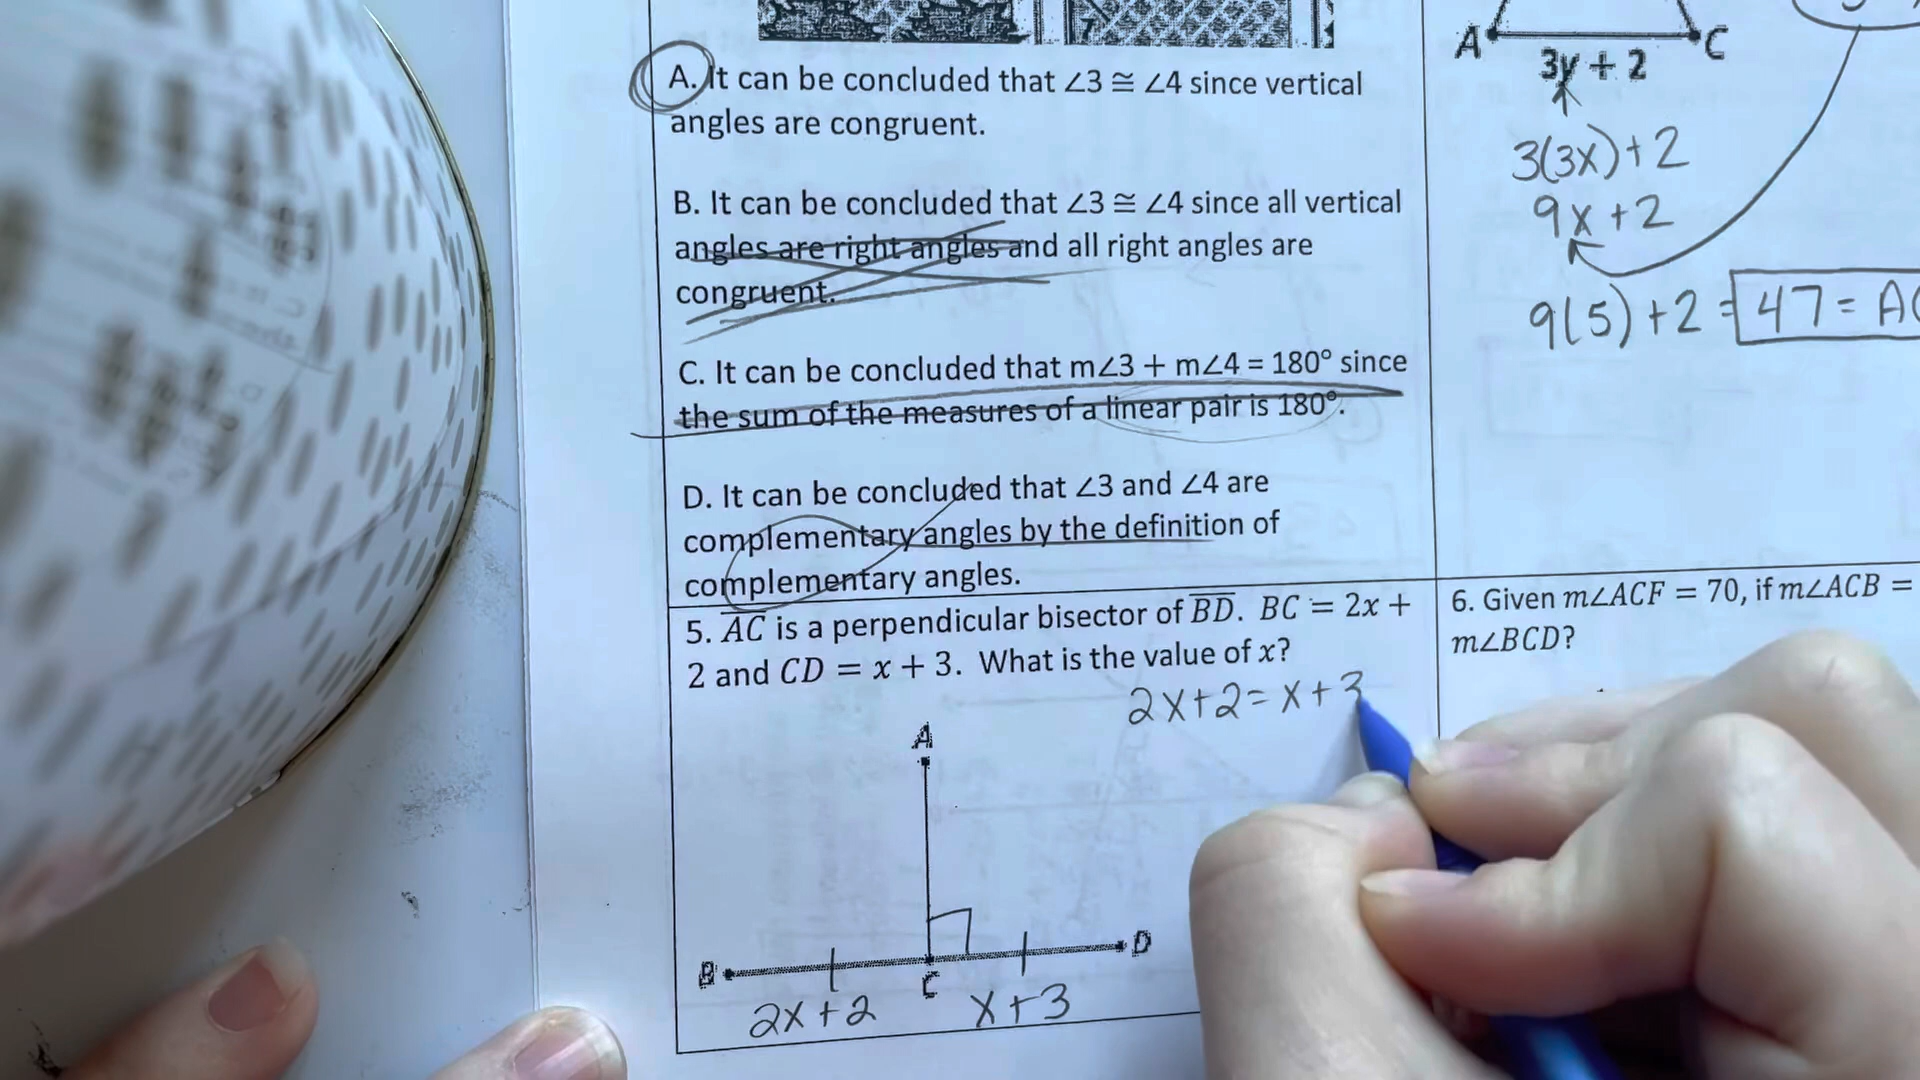 A. It can be concluded that ∠3 ≅ ∠4 since vertical
angles are congruent.
B. It can be concluded that ∠3 ≅ ∠4 since all vertical
angles are right angles and all right angles are
congruent.
C. It can be concluded that m∠3 + m∠4 = 180° since
the sum of the measures of a linear pair is 180°.
D. It can be concluded that ∠3 and ∠4 are
complementary angles by the definition of
complementary angles.
5. AC is a perpendicular bisector of BD. BC = 2x +
2 and CD = x + 3. What is the value of x?
2x+2=x+3
A
B
C
D
2x+2
x+3
A
C
3y + 2
3(3x)+2
9x+2
9(5)+2=47=
6. Given m∠ACF = 70, if m∠ACB =
m∠BCD?